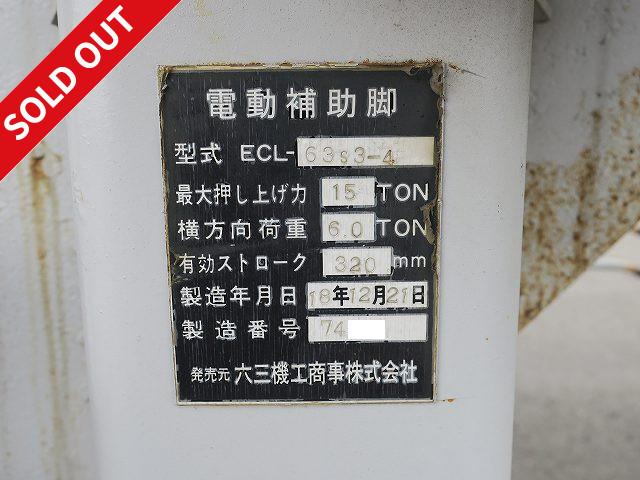 SOLD OUT
電動補助脚
型式 ECL-63S3-4
最大押し上げ力 15 TON
横方向荷重 6.0 TON
有効ストローク 320 mm
製造年月日 18年12月21日
製造番号 74
発売元 六三機工商事株式会社